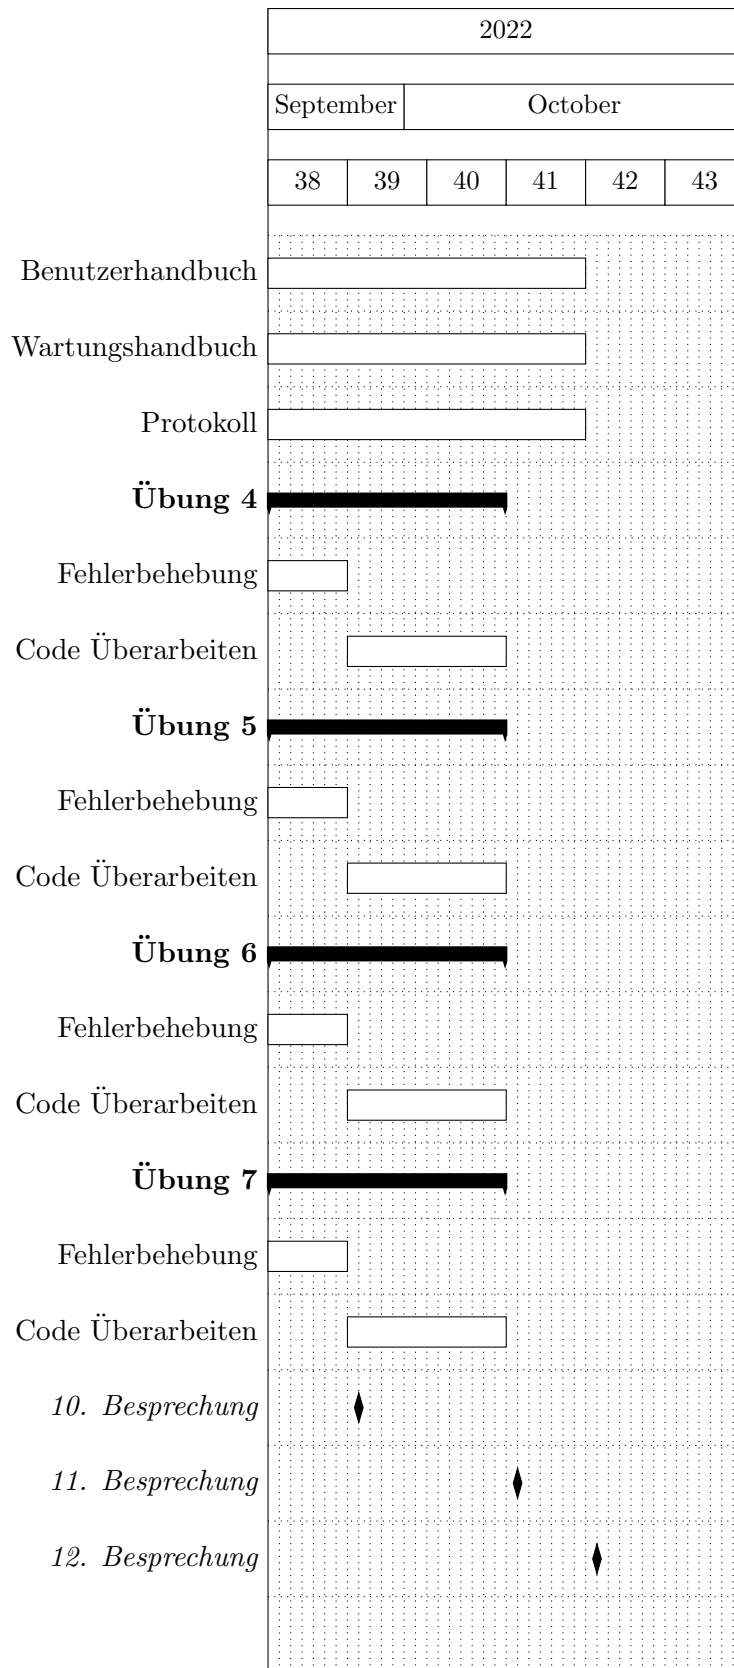 2022
September October
38 39 40 41 42 43
Benutzerhandbuch
Wartungshandbuch
Protokoll
Übung 4
Fehlerbehebung
Code Überarbeiten
Übung 5
Fehlerbehebung
Code Überarbeiten
Übung 6
Fehlerbehebung
Code Überarbeiten
Übung 7
Fehlerbehebung
Code Überarbeiten
10. Besprechung
11. Besprechung
12. Besprechung